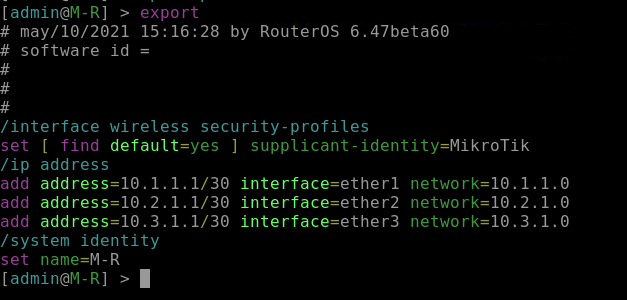 [admin@M-R] > export
# may/10/2021 15:16:28 by RouterOS 6.47beta60
# software id =
#
#
#
/interface wireless security-profiles
set [ find default=yes ] supplicant-identity=MikroTik
/ip address
add address=10.1.1.1/30 interface=ether1 network=10.1.1.0
add address=10.2.1.1/30 interface=ether2 network=10.2.1.0
add address=10.3.1.1/30 interface=ether3 network=10.3.1.0
/system identity
set name=M-R
[admin@M-R] >